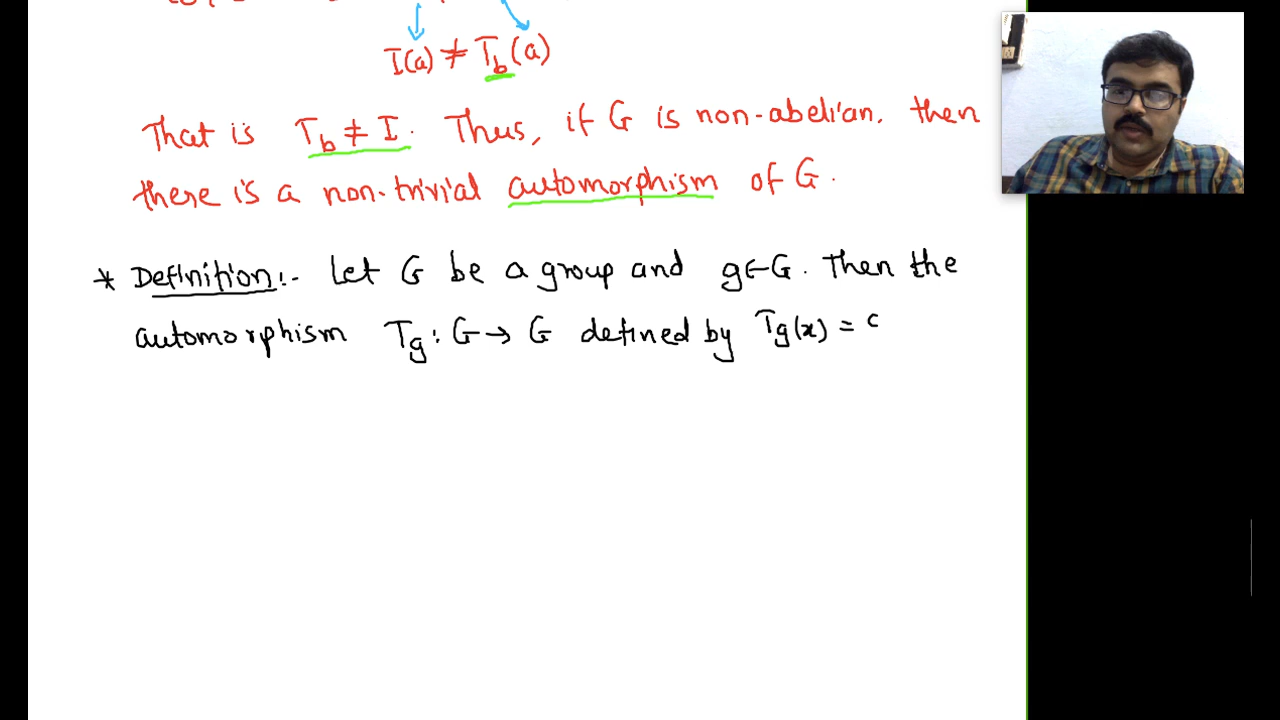 I(a) ≠ T_b(a)
That is T_b ≠ I. Thus, if G is non-abelian, then
there is a non-trivial automorphism of G.
* Definition:- Let G be a group and g∈G. Then the
automorphism T_g : G → G defined by T_g(x) =